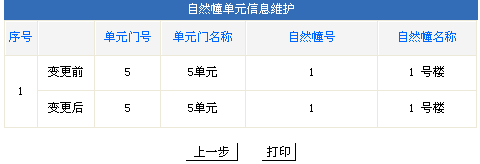 自然幢单元信息维护
序号 单元门号 单元门名称 自然幢号 自然幢名称
1
变更前 5 5单元 1 1 号楼
变更后 5 5单元 1 1 号楼
上一步 打印